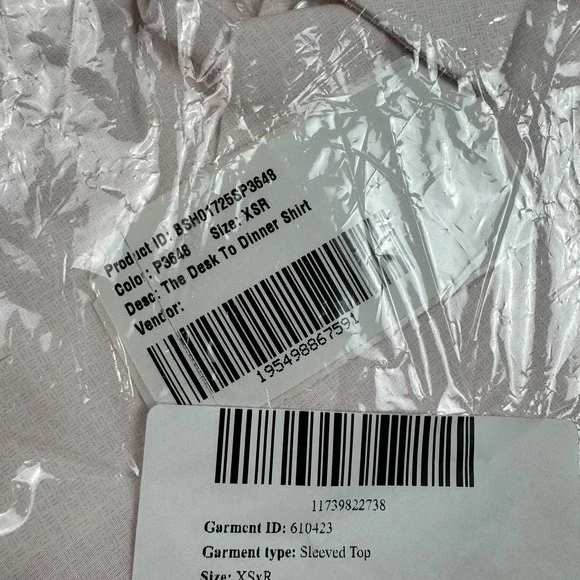 Product ID: BSH01725SP3648
Color: P3648 Size: XSR
Desc: The Desk To Dinner Shirt
Vendor:
195498867591
11739822738
Garment ID: 610423
Garment type: Sleeved Top
Size: XSxR